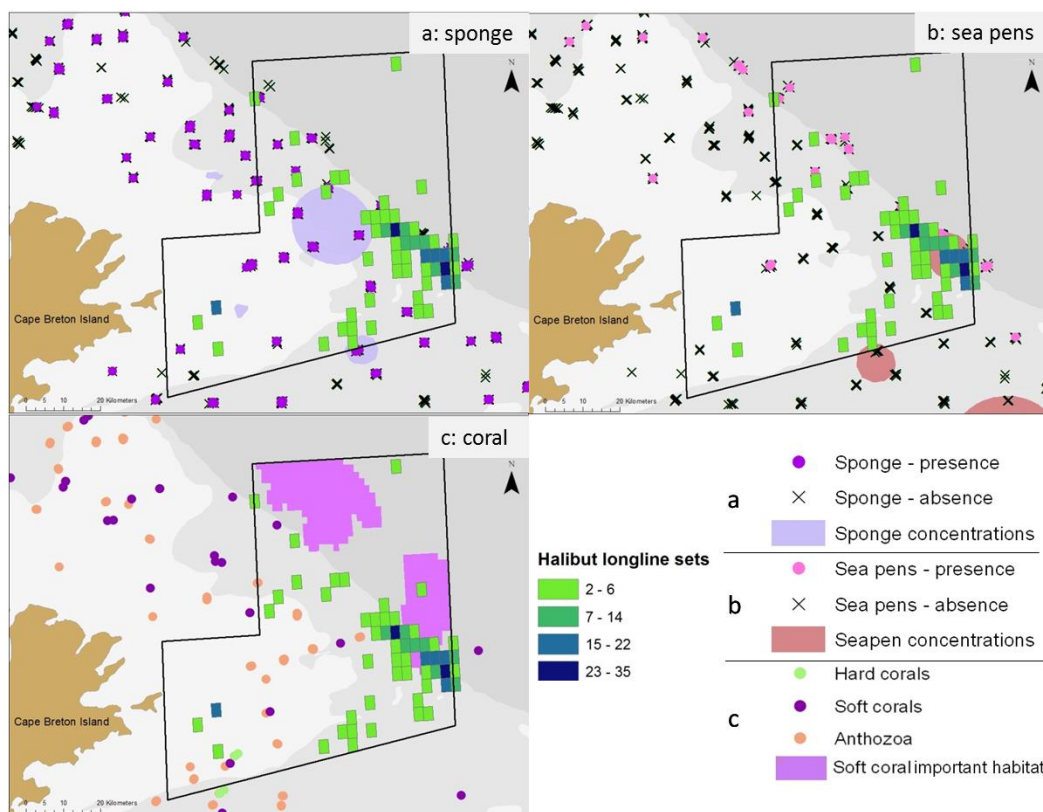 a: sponge
N
Cape Breton Island
0 5 10 20 Kilometers
b: sea pens
N
Cape Breton Island
0 5 10 20 Kilometers
c: coral
N
Cape Breton Island
0 5 10 20 Kilometers
Halibut longline sets
2 - 6
7 - 14
15 - 22
23 - 35
a
Sponge - presence
Sponge - absence
Sponge concentrations
b
Sea pens - presence
Sea pens - absence
Seapen concentrations
c
Hard corals
Soft corals
Anthozoa
Soft coral important habitat